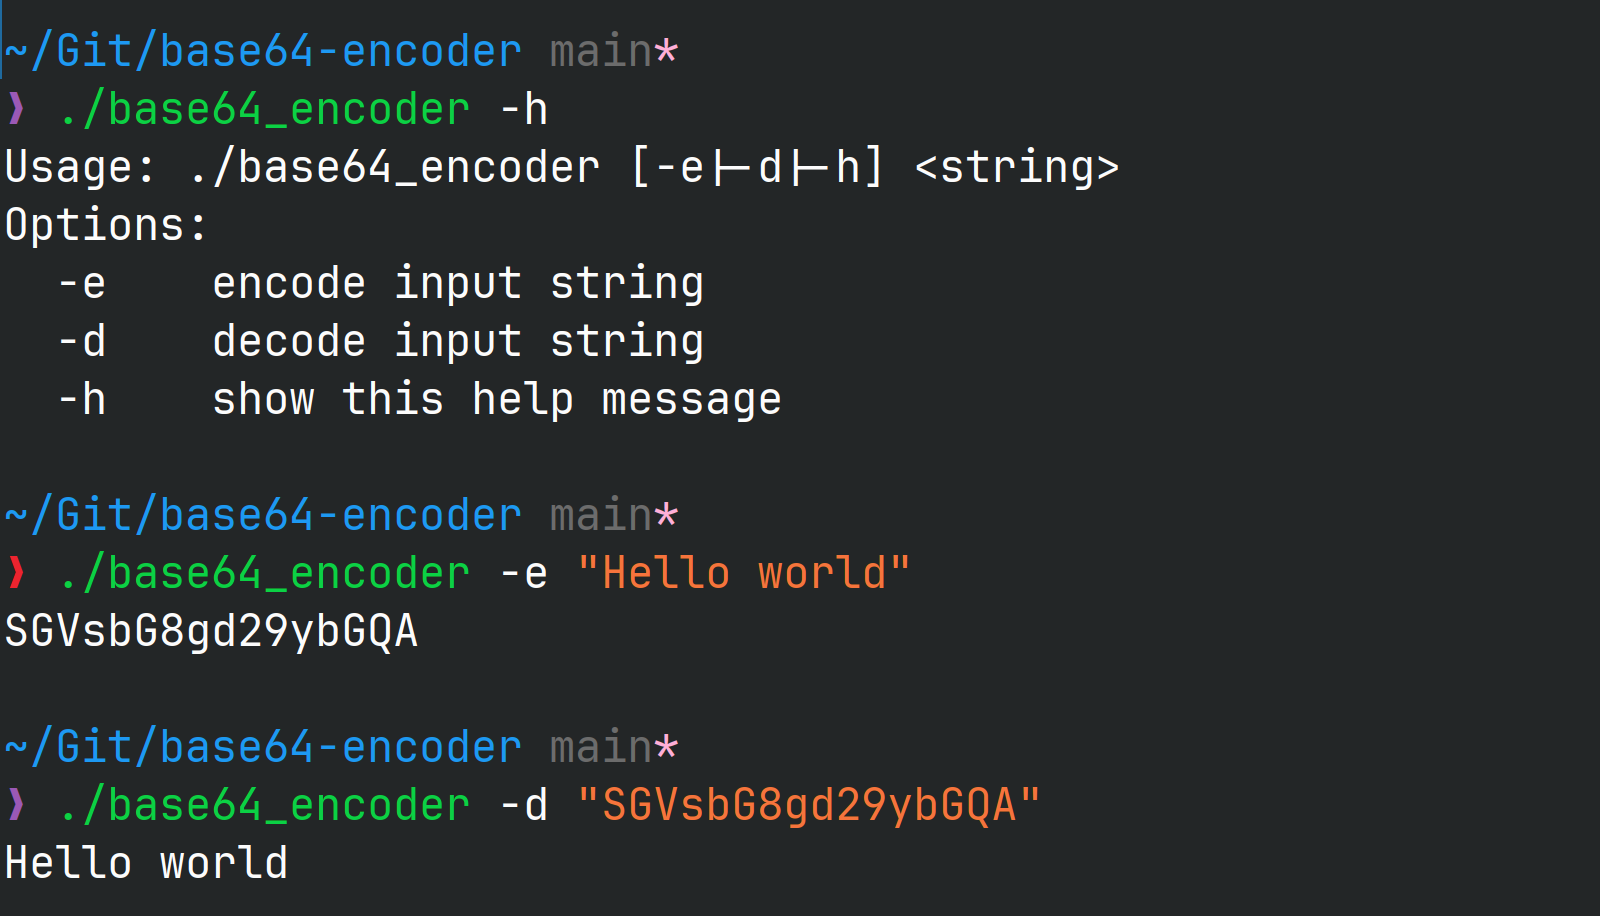 ~/Git/base64-encoder main*
❯ ./base64_encoder -h
Usage: ./base64_encoder [-e|-d|-h] <string>
Options:
  -e    encode input string
  -d    decode input string
  -h    show this help message

~/Git/base64-encoder main*
❯ ./base64_encoder -e "Hello world"
SGVsbG8gd29ybGQA

~/Git/base64-encoder main*
❯ ./base64_encoder -d "SGVsbG8gd29ybGQA"
Hello world